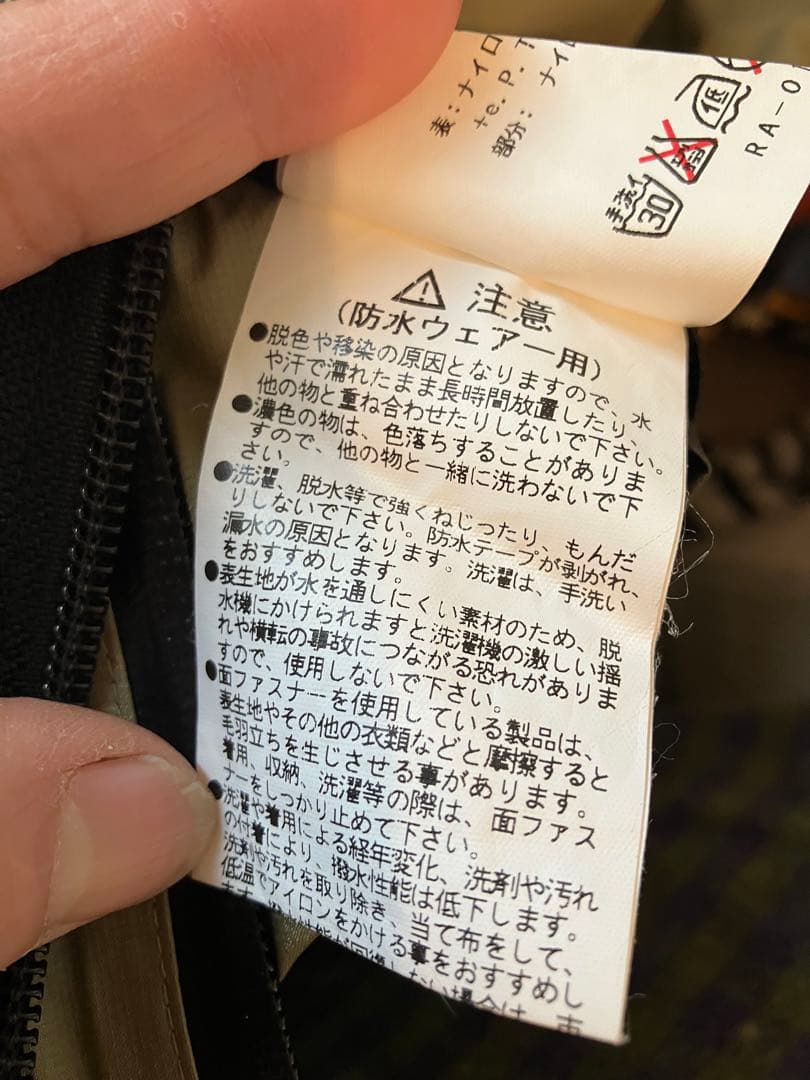 表:ナイロ
te.p.T
部分: ナイ
手洗イ
30
低
RA-0
注意
(防水ウェアー用)
●脱色や移染の原因となりますので、水
や汗で濡れたまま長時間放置したり、
他の物と重ね合わせたりしないで下さい。
●濃色の物は、色落ちすることがありま
すので、他の物と一緒に洗わないで下
さい。
●洗濯、脱水等で強くねじったり、もんだ
りしないで下さい。防水テープが剥がれ、
漏水の原因となります。洗濯は、手洗い
をおすすめします。
●表生地が水を通しにくい素材のため、脱
水機にかけられますと洗濯機の激しい揺
れや横転の事故につながる恐れがありま
すので、使用しないで下さい。
●面ファスナーを使用している製品は、
表生地やその他の衣類などと摩擦すると
毛羽立ちを生じさせる事があります。
着用、収納、洗濯等の際は、面ファス
ナーをしっかり止めて下さい。
●洗濯や着用による経年変化、洗剤や汚れ
の付着により、撥水性能は低下します。
洗剤や汚れを取り除き、当て布をして、
低温でアイロンをかける事をおすすめし
ます。撥水性能が回復しない場合は、市